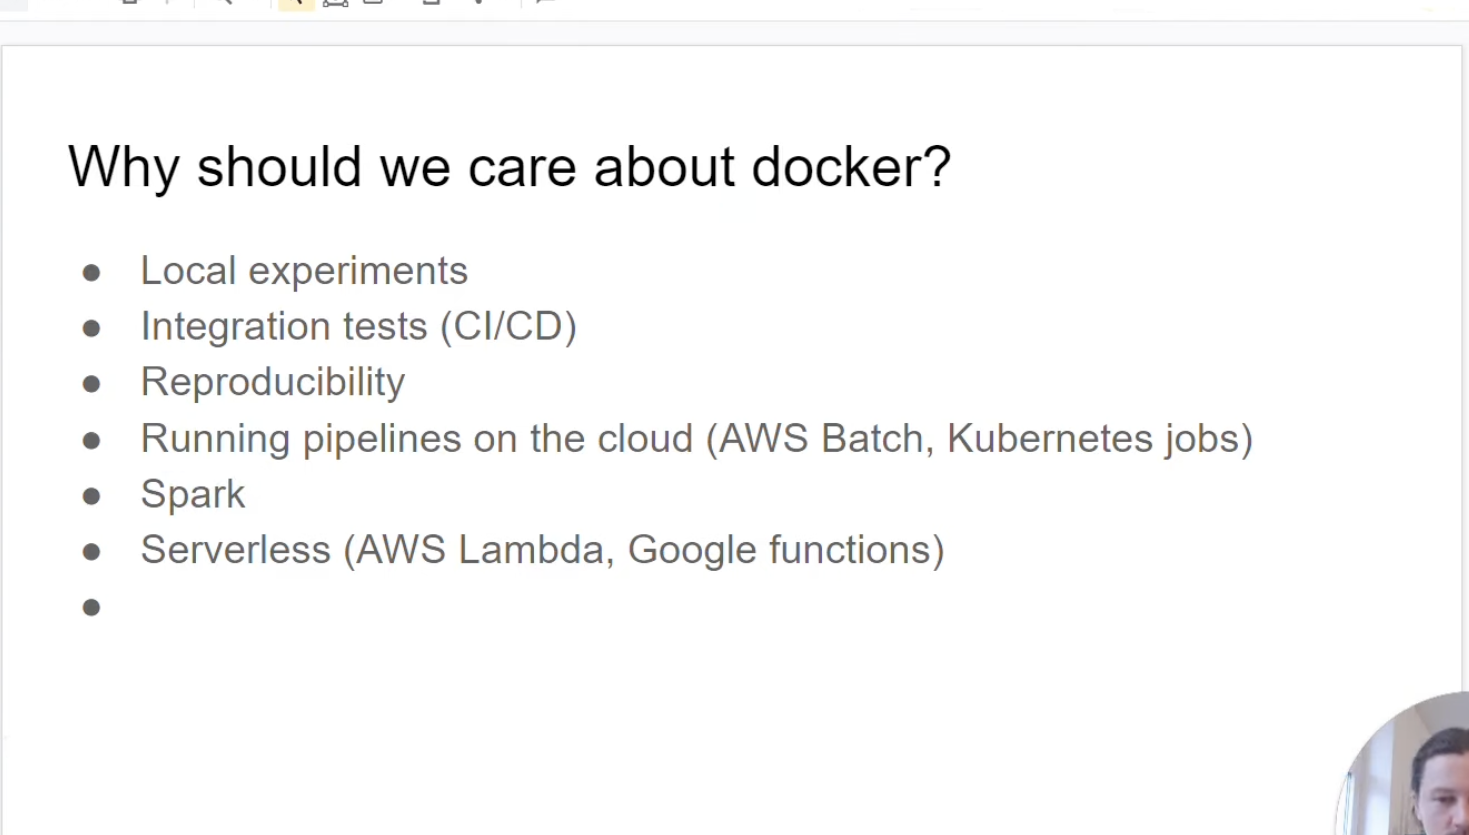 Why should we care about docker?
● Local experiments
● Integration tests (CI/CD)
● Reproducibility
● Running pipelines on the cloud (AWS Batch, Kubernetes jobs)
● Spark
● Serverless (AWS Lambda, Google functions)
●